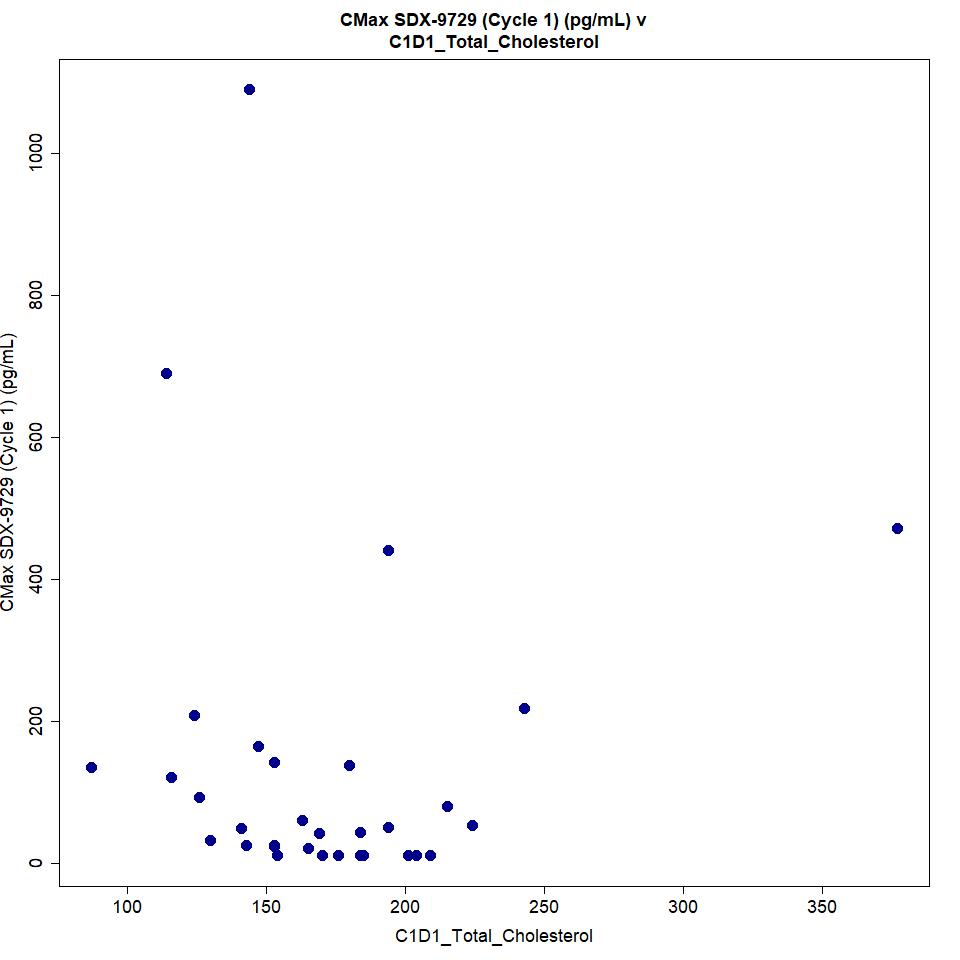 CMax SDX-9729 (Cycle 1) (pg/mL) v
C1D1_Total_Cholesterol
1000
800
600
400
200
0
CMax SDX-9729 (Cycle 1) (pg/mL)
100 150 200 250 300 350
C1D1_Total_Cholesterol